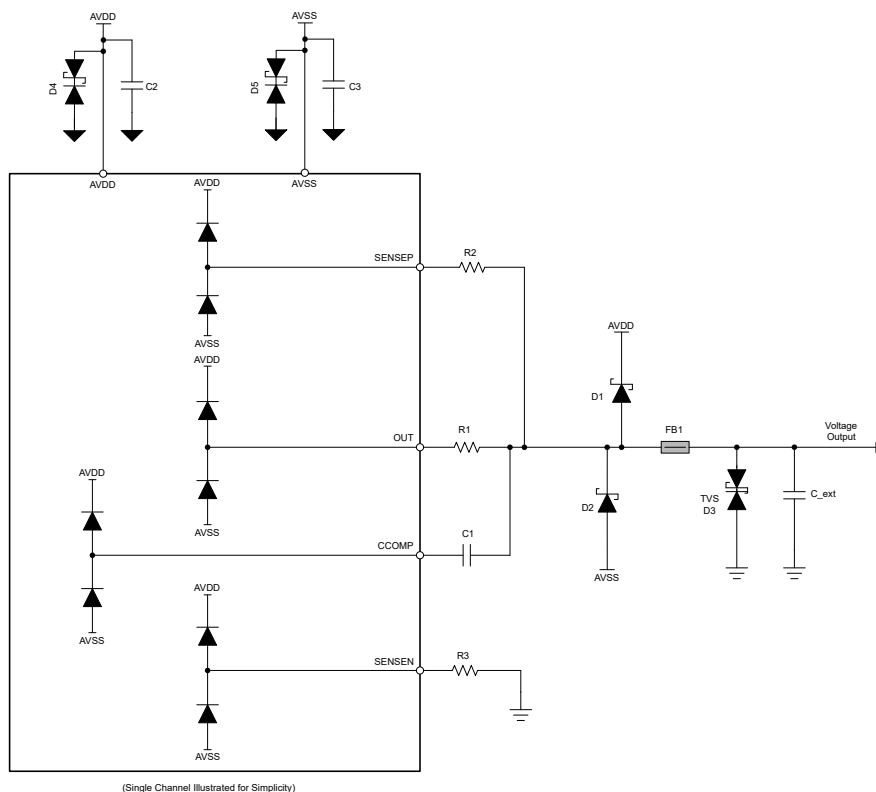 AVDD
AVSS
D4
C2
D5
C3
AVDD
AVSS
AVDD
SENSEP
R2
AVSS
AVDD
AVDD
D1
OUT
R1
FB1
Voltage
Output
AVDD
AVSS
D2
TVS
D3
C_ext
CCOMP
C1
AVSS
AVDD
AVSS
SENSEN
R3
AVSS
(Single Channel Illustrated for Simplicity)